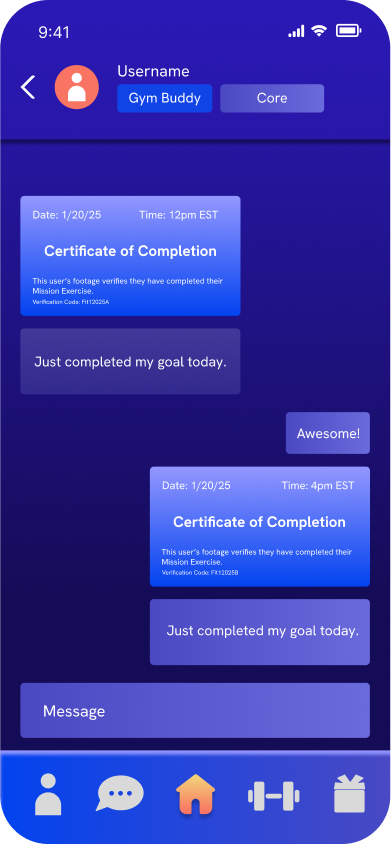 9:41
Username
Gym Buddy
Core
Date: 1/20/25
Time: 12pm EST
Certificate of Completion
This user's footage verifies they have completed their
Mission Exercise.
Verification Code: Fit12025A
Just completed my goal today.
Awesome!
Date: 1/20/25
Time: 4pm EST
Certificate of Completion
This user's footage verifies they have completed their
Mission Exercise.
Verification Code: Fit12025B
Just completed my goal today.
Message